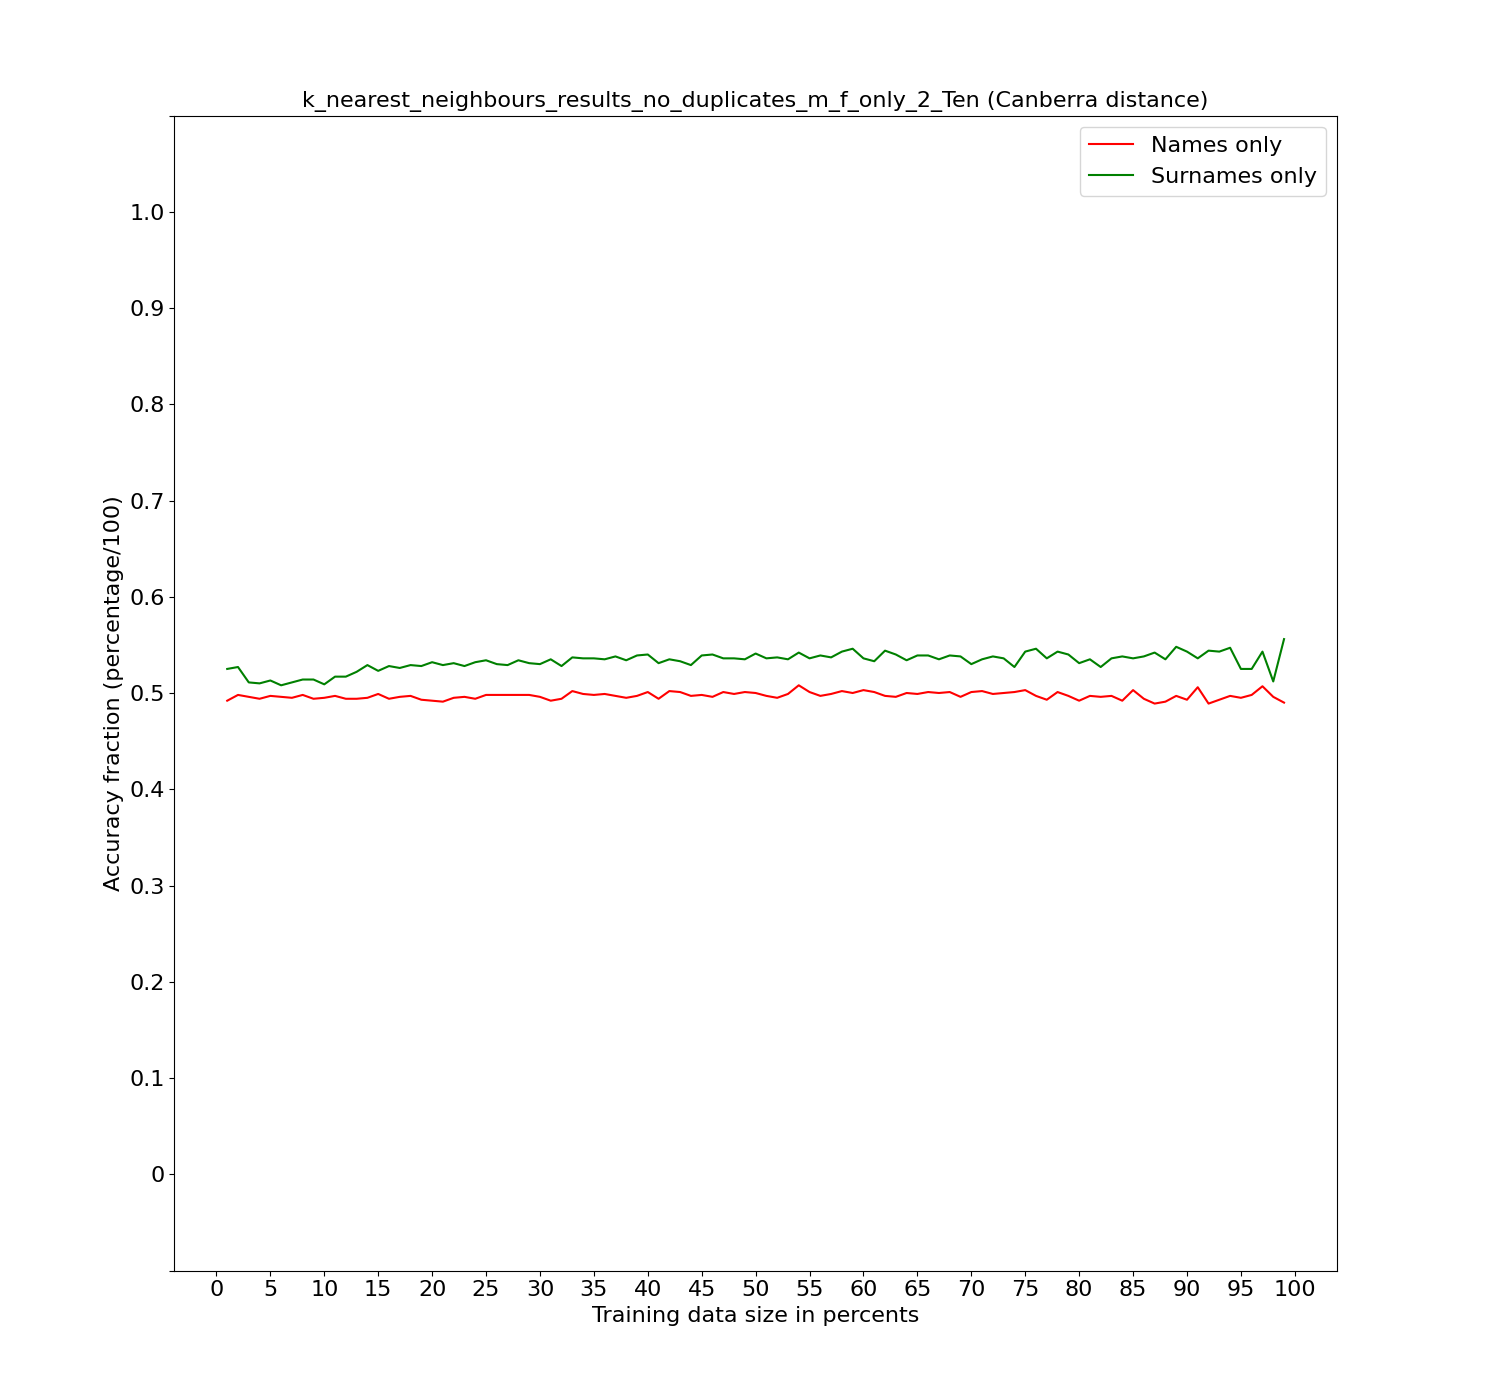 k_nearest_neighbours_results_no_duplicates_m_f_only_2_Ten (Canberra distance)
Names only
Surnames only
1.0
0.9
0.8
0.7
0.6
0.5
0.4
0.3
0.2
0.1
0
Accuracy fraction (percentage/100)
0 5 10 15 20 25 30 35 40 45 50 55 60 65 70 75 80 85 90 95 100
Training data size in percents